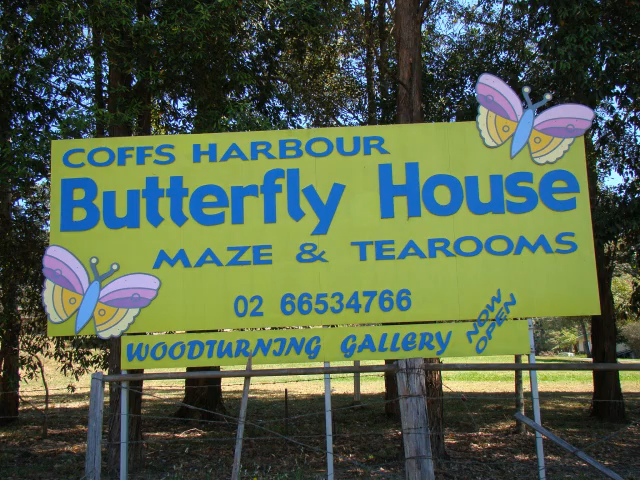 COFFS HARBOUR
Butterfly House
MAZE & TEAROOMS
02 66534766
WOODTURNING GALLERY
NOW
OPEN